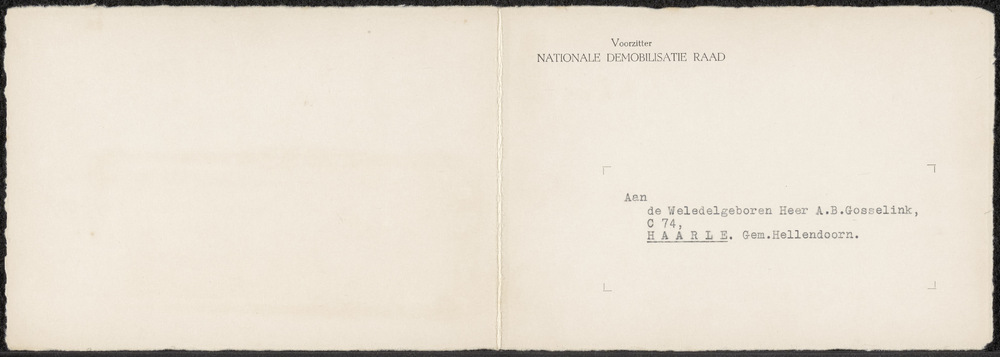 Voorzitter
NATIONALE DEMOBILISATIE RAAD
Aan
de Weledelgeboren Heer A.B.Gosselink,
C 74,
H A A R L E. Gem.Hellendoorn.